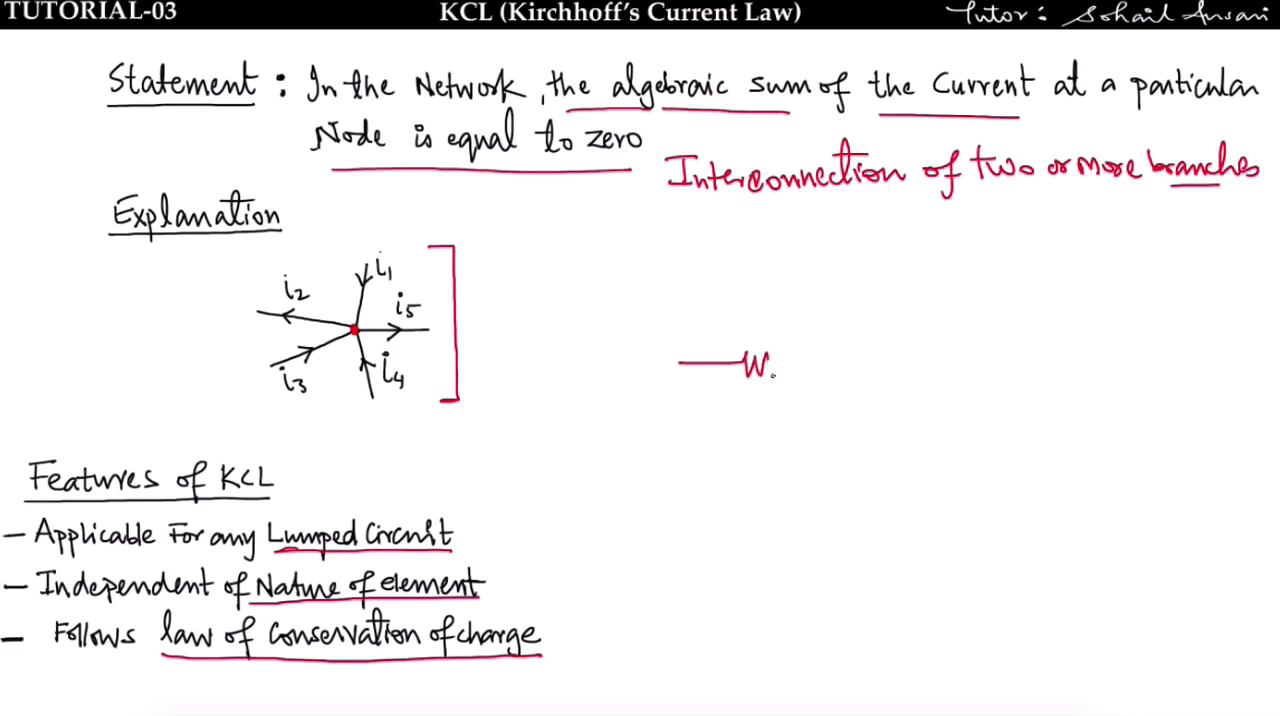 TUTORIAL-03 KCL (Kirchhoff's Current Law) Tutor: Sohail Ansari
Statement : In the Network, the algebraic sum of the Current at a particular
Node is equal to zero
Interconnection of two or more branches
Explanation
i1
i2
i5
i3
i4
Features of KCL
- Applicable For any Lumped Circuit
- Independent of Nature of element
- Follows law of Conservation of charge